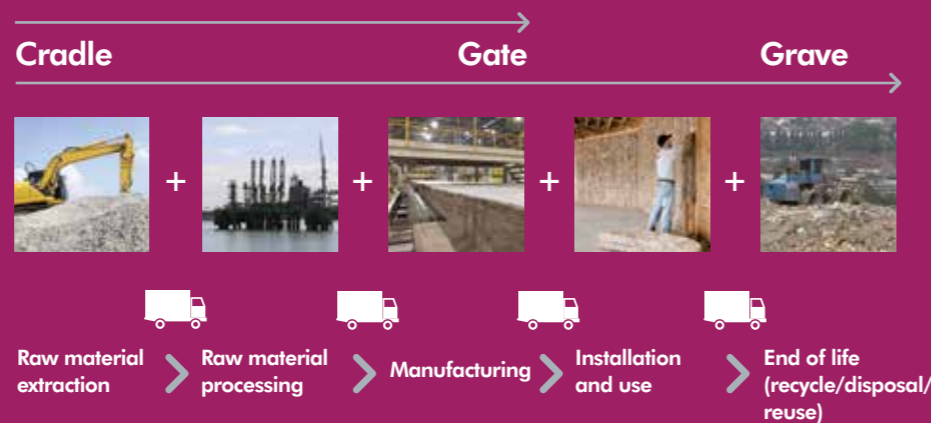 Cradle Gate Grave
+ + + +
Raw material extraction
Raw material processing
Manufacturing
Installation and use
End of life (recycle/disposal/reuse)